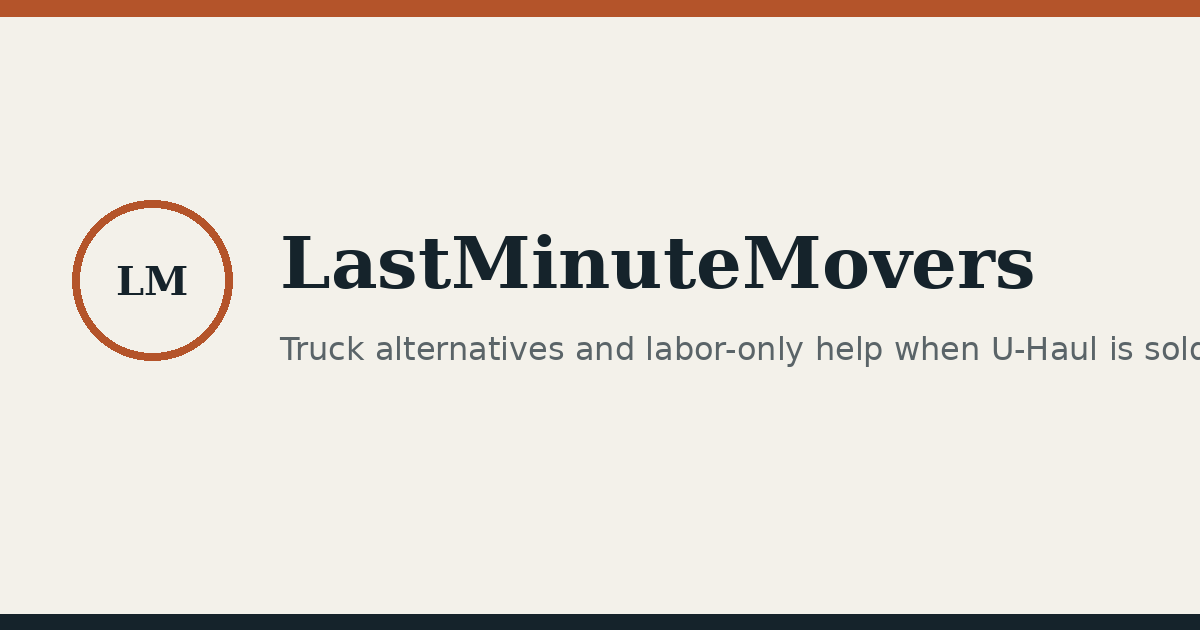 LM
LastMinuteMovers
Truck alternatives and labor-only help when U-Haul is